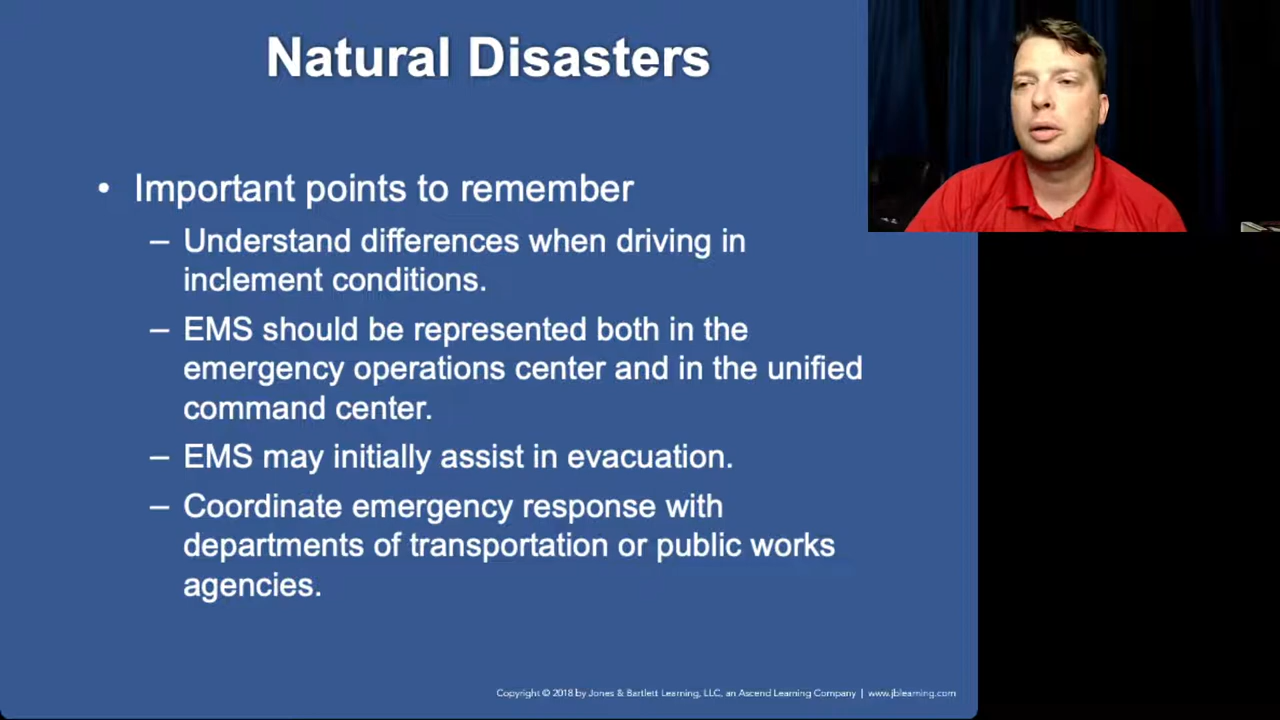 Natural Disasters
• Important points to remember
– Understand differences when driving in
inclement conditions.
– EMS should be represented both in the
emergency operations center and in the unified
command center.
– EMS may initially assist in evacuation.
– Coordinate emergency response with
departments of transportation or public works
agencies.
Copyright © 2018 by Jones & Bartlett Learning, LLC, an Ascend Learning Company | www.jblearning.com